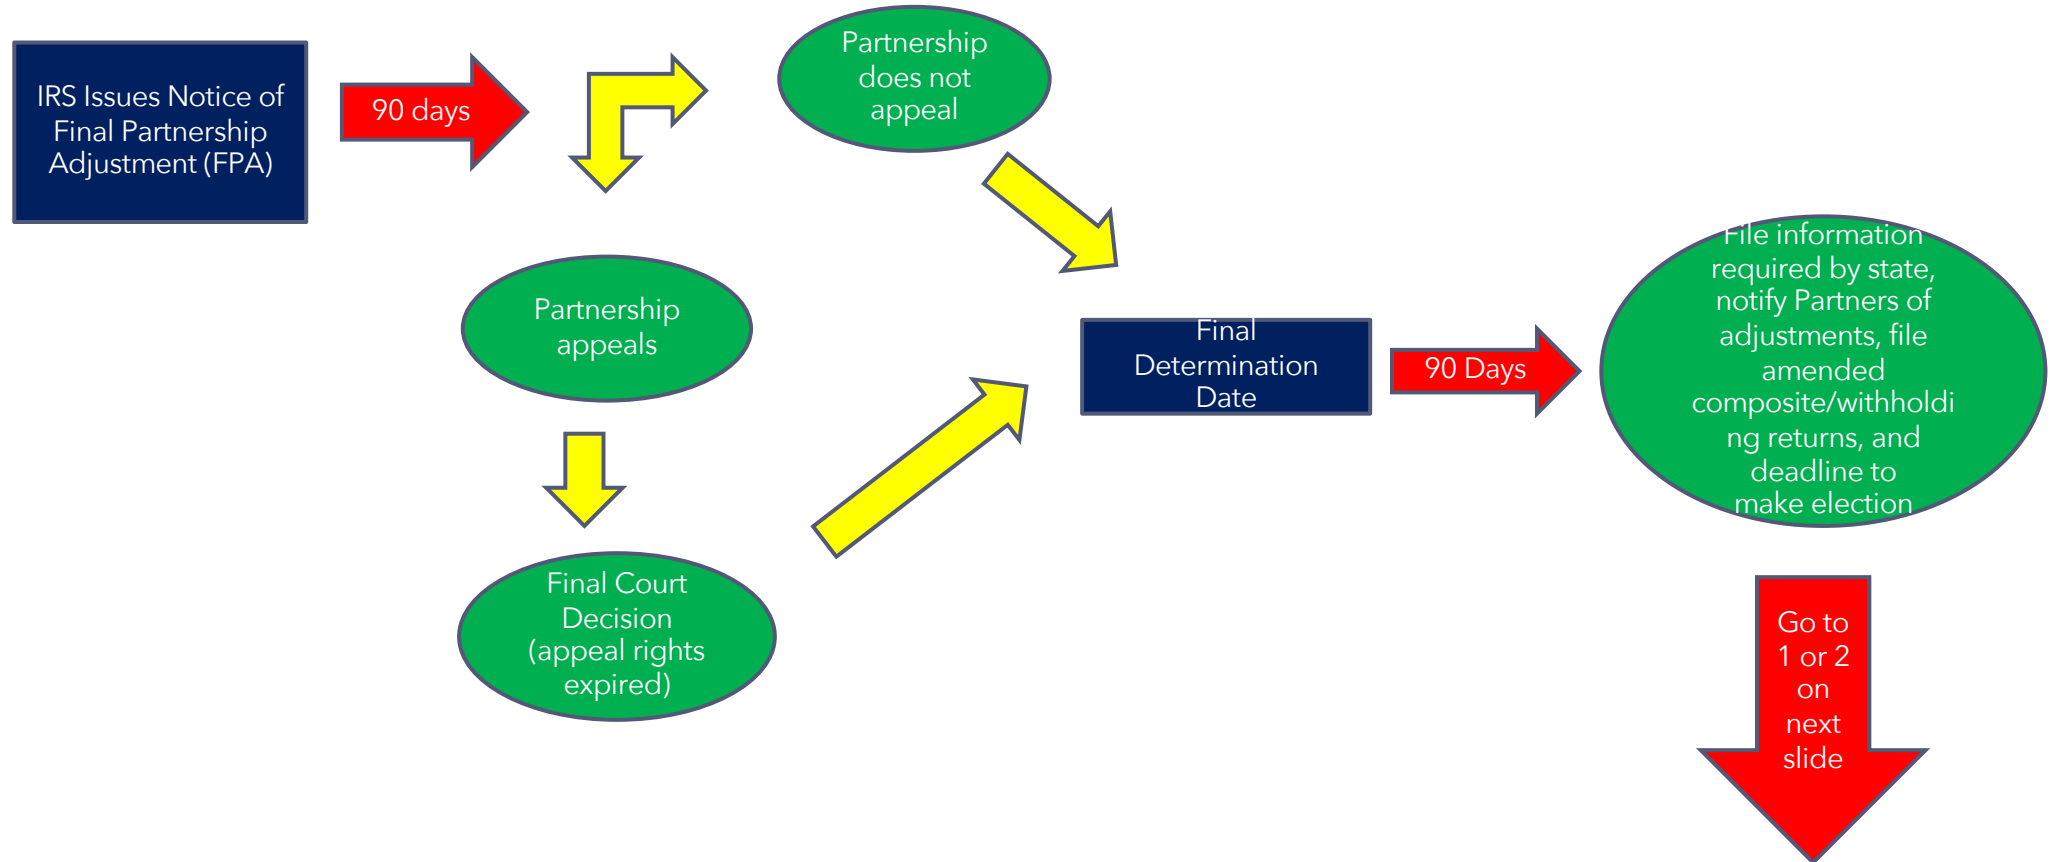 IRS Issues Notice of
Final Partnership
Adjustment (FPA)
90 days
Partnership
does not
appeal
Partnership
appeals
Final Court
Decision
(appeal rights
expired)
Final
Determination
Date
90 Days
File information
required by state,
notify Partners of
adjustments, file
amended
composite/withholdi
ng returns, and
deadline to
make election
Go to
1 or 2
on
next
slide